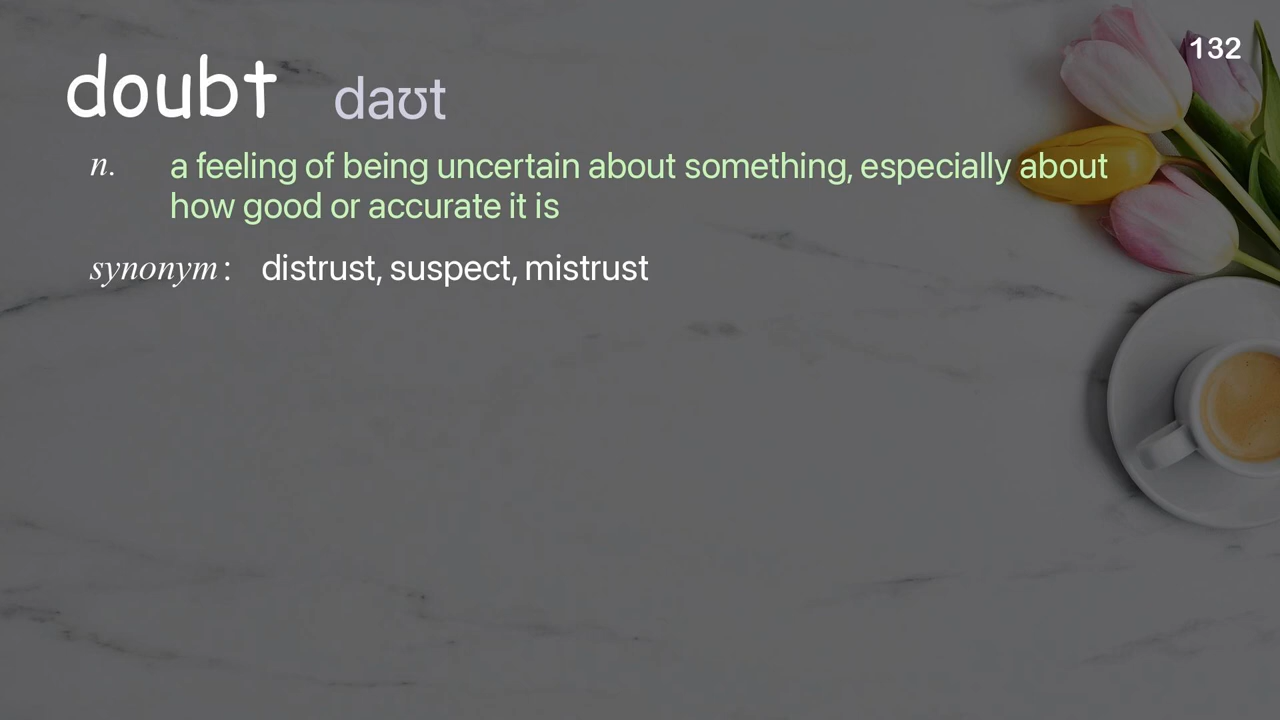 132
doubt daʊt
n. a feeling of being uncertain about something, especially about
how good or accurate it is
synonym: distrust, suspect, mistrust